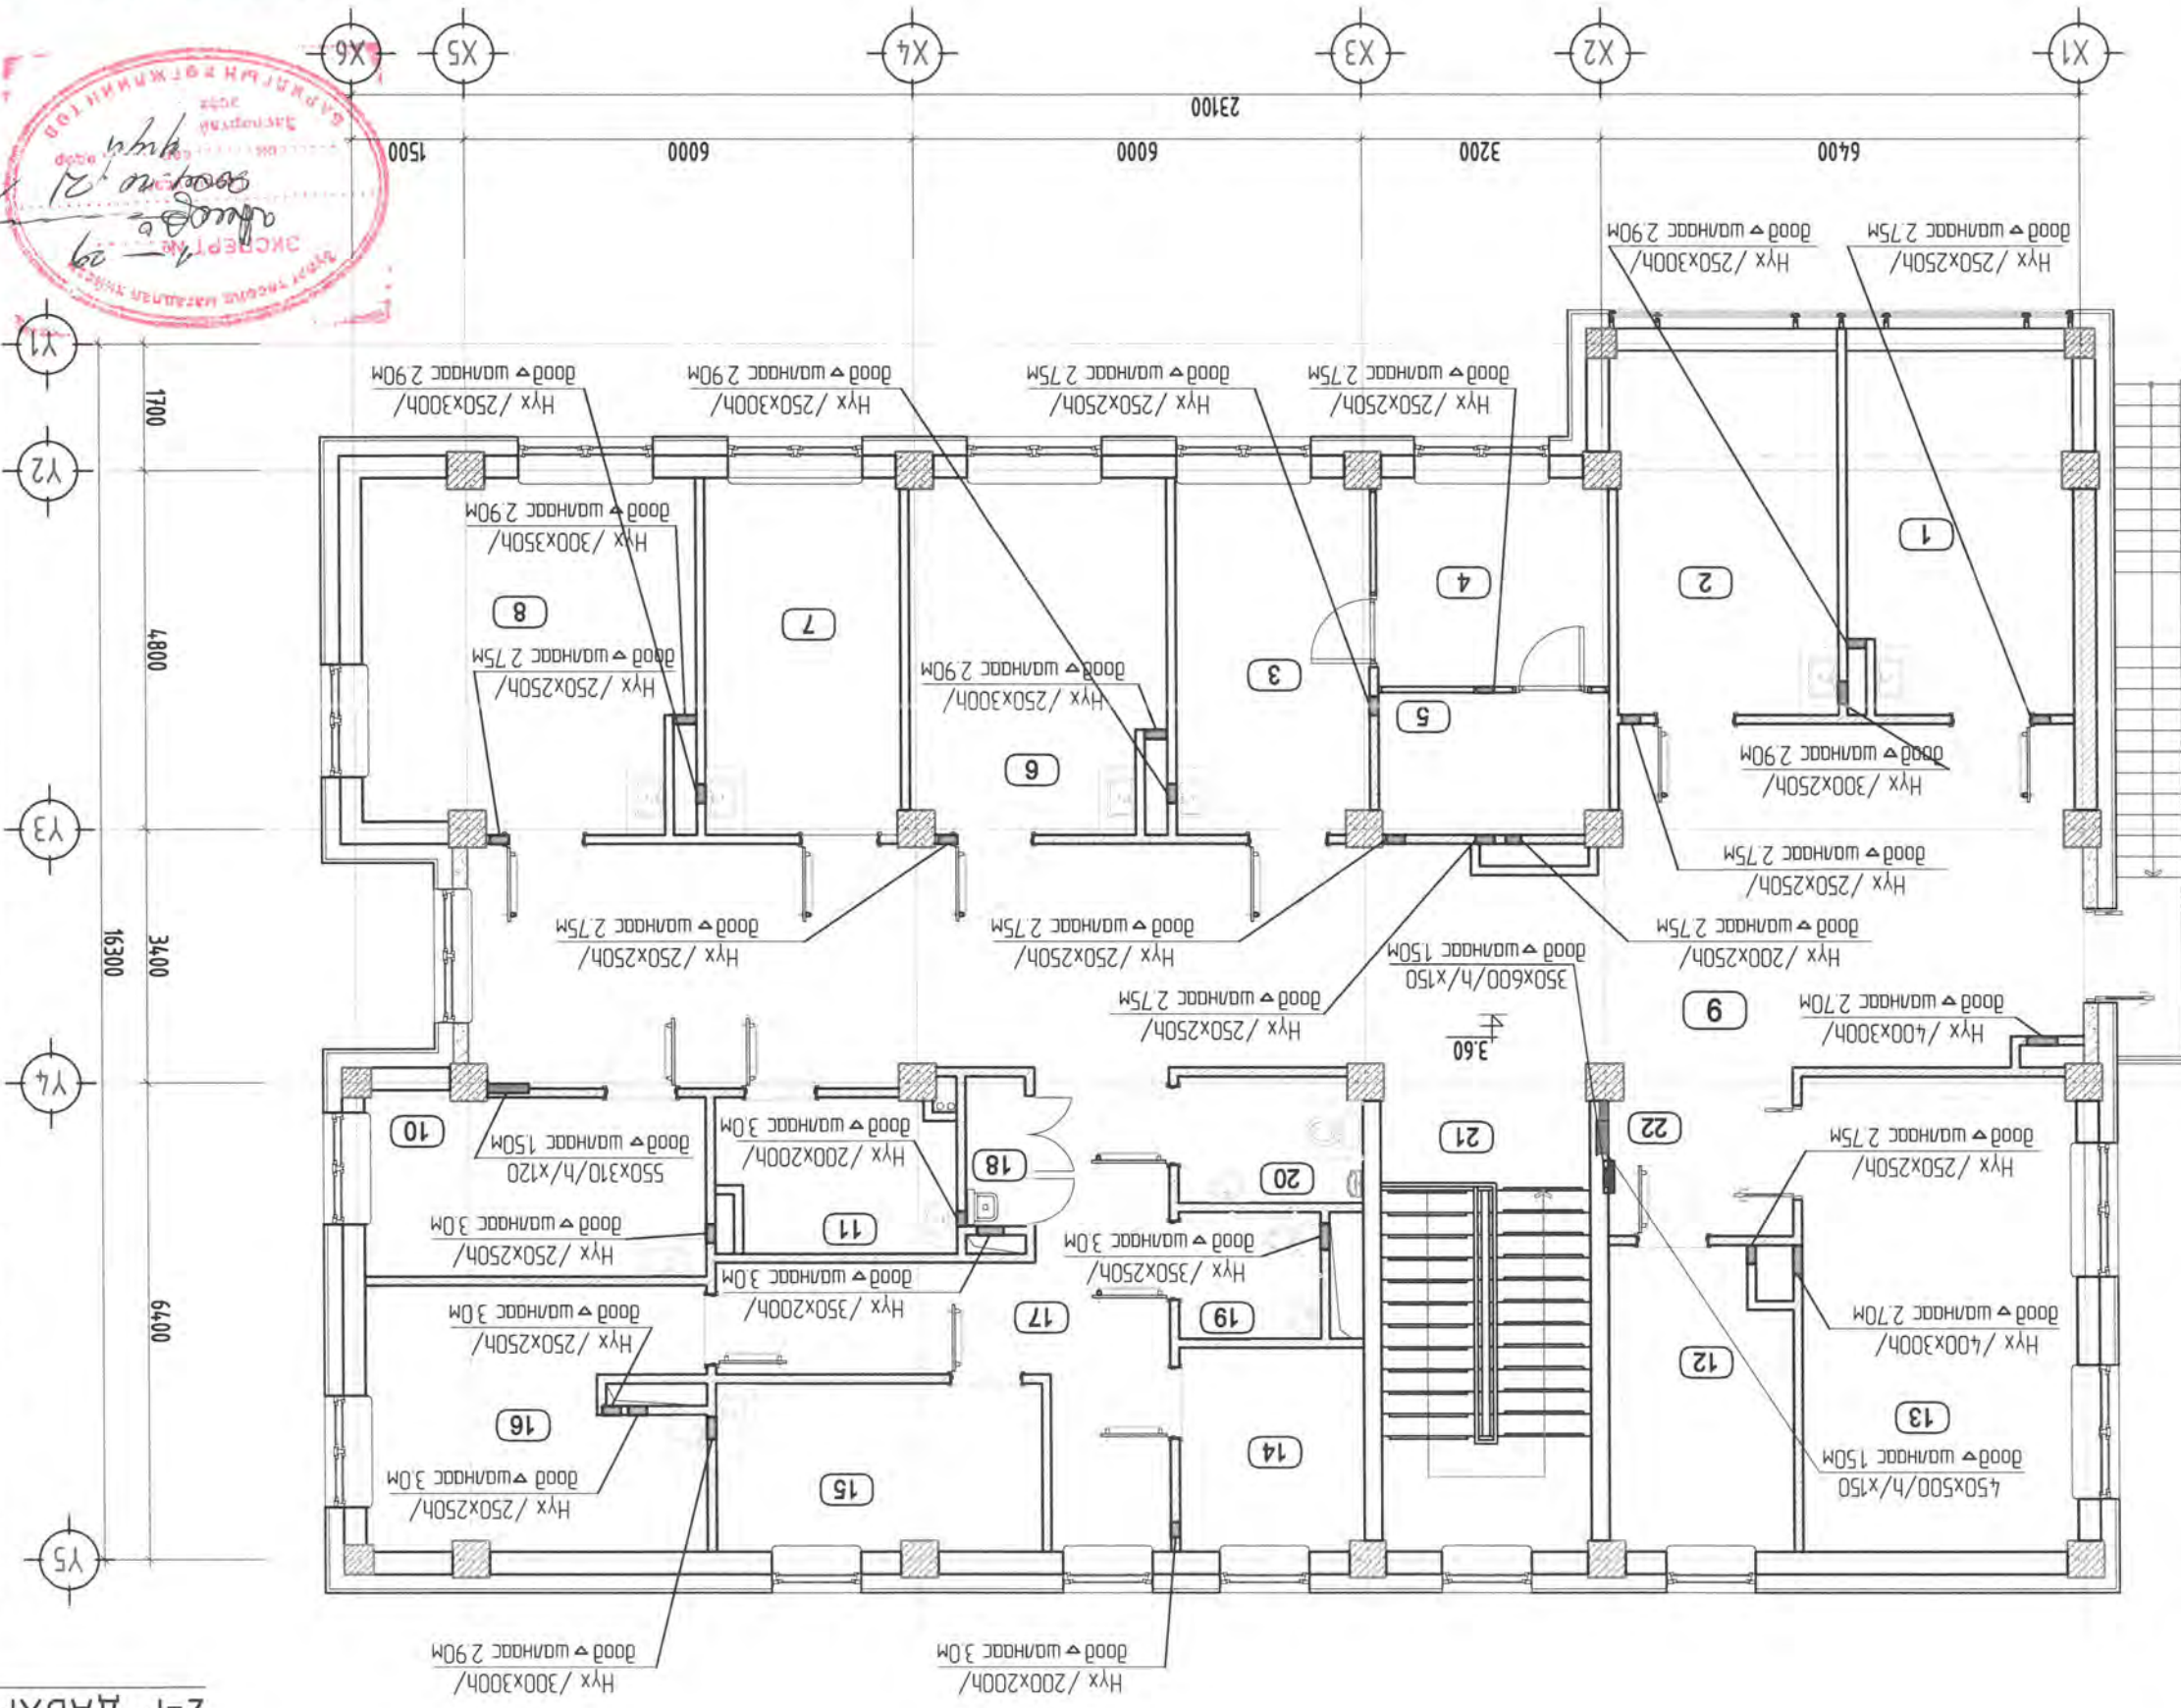 2-р ДАВХ
Нүх /200x200h/
доод ▽ шалнаас 3.0м
Нүх /300x300h/
доод ▽ шалнаас 2.90м
Y5
450x500/h/x150
доод ▽ шалнаас 1.50м
13
14
15
Нүх /250x250h/
доод ▽ шалнаас 3.0м
16
12
Нүх /400x300h/
доод ▽ шалнаас 2.70м
Нүх /250x250h/
доод ▽ шалнаас 3.0м
19
17
6400
Нүх /350x200h/
доод ▽ шалнаас 3.0м
Нүх /350x250h/
доод ▽ шалнаас 3.0м
Нүх /250x250h/
доод ▽ шалнаас 3.0м
11
Нүх /250x250h/
доод ▽ шалнаас 2.75м
20
18
550x310/h/x120
доод ▽ шалнаас 1.50м
Нүх /200x200h/
доод ▽ шалнаас 3.0м
22
21
10
Y4
3.60
Нүх /400x300h/
доод ▽ шалнаас 2.70м
9
Нүх /250x250h/
доод ▽ шалнаас 2.75м
350x600/h/x150
доод ▽ шалнаас 1.50м
Нүх /200x250h/
доод ▽ шалнаас 2.75м
Нүх /250x250h/
доод ▽ шалнаас 2.75м
Нүх /250x250h/
доод ▽ шалнаас 2.75м
3400
16300
Нүх /250x250h/
доод ▽ шалнаас 2.75м
Y3
Нүх /300x250h/
доод ▽ шалнаас 2.90м
6
5
Нүх /250x300h/
доод ▽ шалнаас 2.90м
Нүх /250x250h/
доод ▽ шалнаас 2.75м
3
4800
7
8
2
4
1
Нүх /300x350h/
доод ▽ шалнаас 2.90м
Y2
1700
Нүх /250x250h/
доод ▽ шалнаас 2.75м
Нүх /250x250h/
доод ▽ шалнаас 2.75м
Нүх /250x300h/
доод ▽ шалнаас 2.90м
Нүх /250x300h/
доод ▽ шалнаас 2.90м
Y1
Нүх /250x250h/
доод ▽ шалнаас 2.75м
Нүх /250x300h/
доод ▽ шалнаас 2.90м
ЭКСПЕРТ №
6400
3200
6000
6000
1500
23100
БАРИЛГЫН ХӨГЖЛИЙН ТӨВ
X1
X2
X3
X4
X5
X6